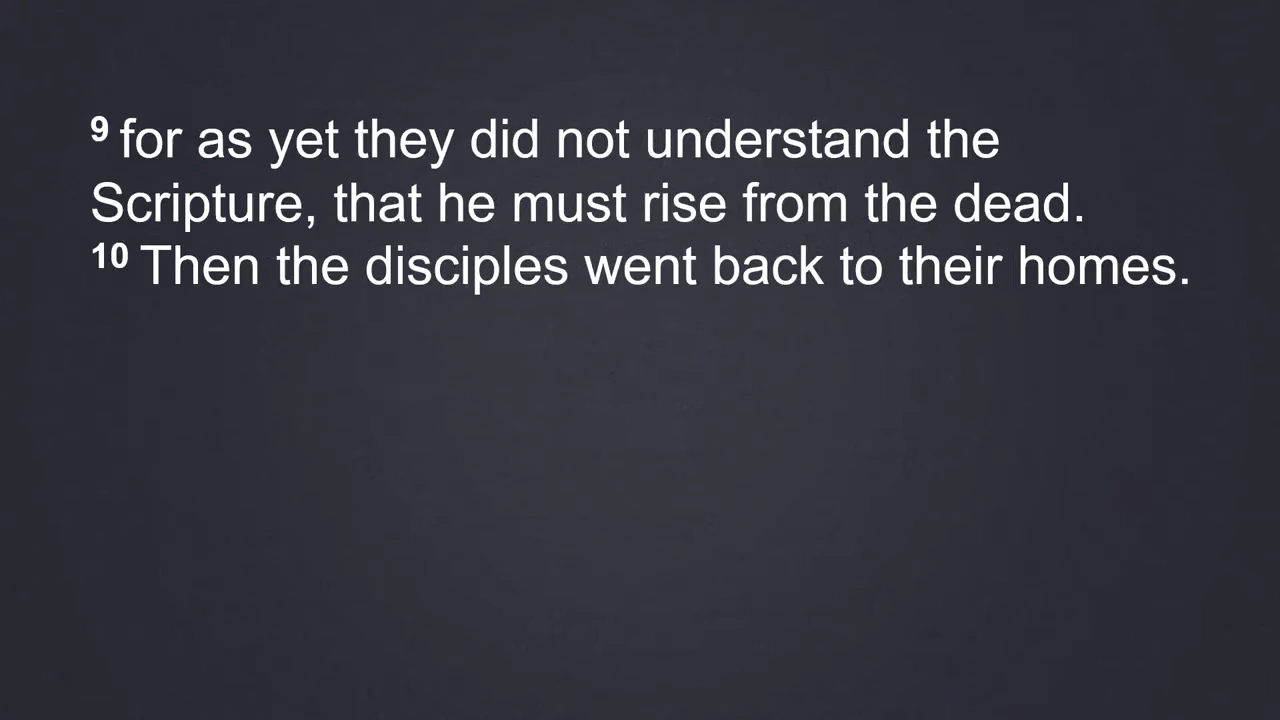 9 for as yet they did not understand the
Scripture, that he must rise from the dead.
10 Then the disciples went back to their homes.